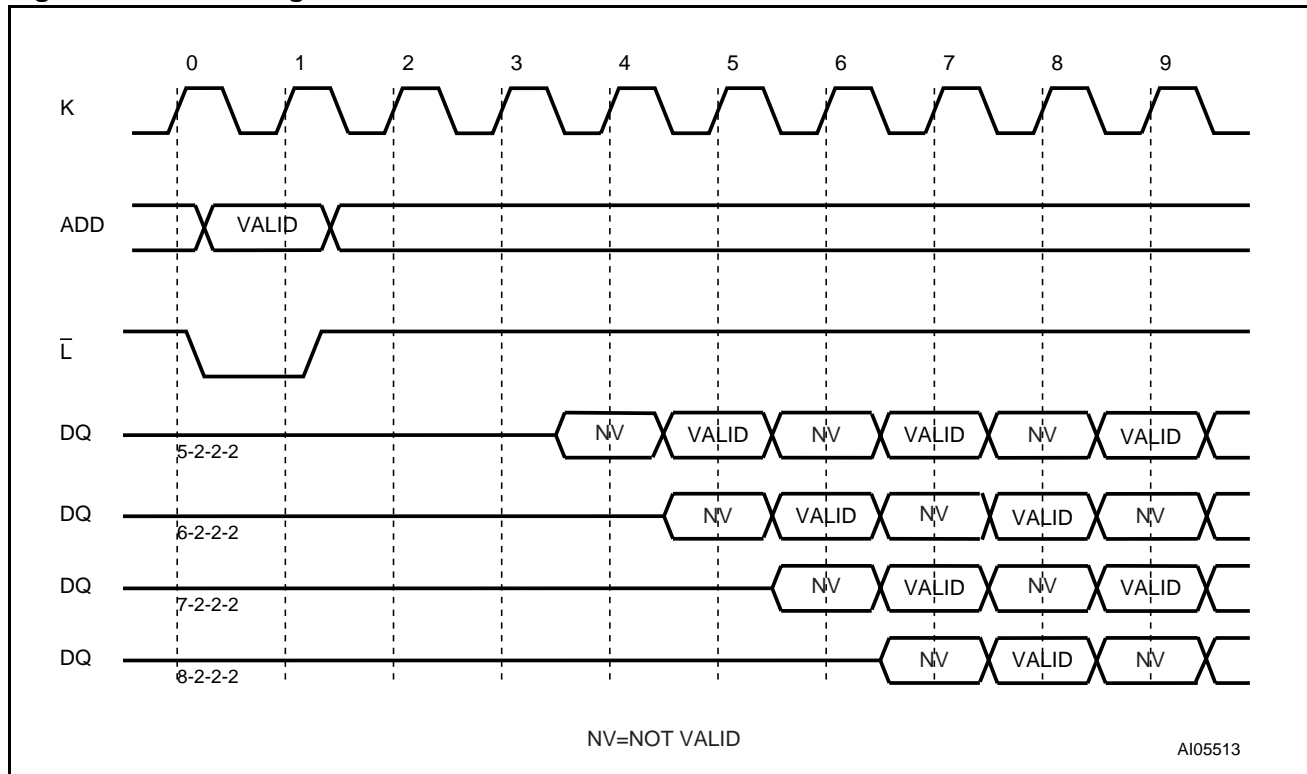 0 1 2 3 4 5 6 7 8 9
K
ADD VALID
L̅
DQ 5-2-2-2 NV VALID NV VALID NV VALID
DQ 6-2-2-2 NV VALID NV VALID NV
DQ 7-2-2-2 NV VALID NV VALID
DQ 8-2-2-2 NV VALID NV
NV=NOT VALID
AI05513